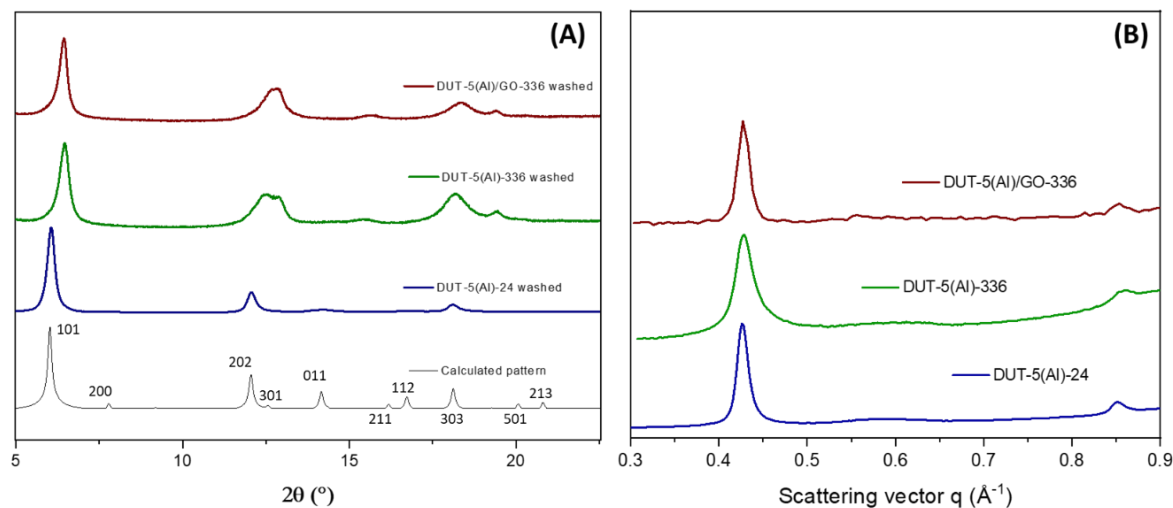 (A)
DUT-5(Al)/GO-336 washed
DUT-5(Al)-336 washed
DUT-5(Al)-24 washed
Calculated pattern
101
200
202
301
011
211
112
303
501
213
5
10
15
20
2θ (°)
(B)
DUT-5(Al)/GO-336
DUT-5(Al)-336
DUT-5(Al)-24
0.3
0.4
0.5
0.6
0.7
0.8
0.9
Scattering vector q (Å⁻¹)